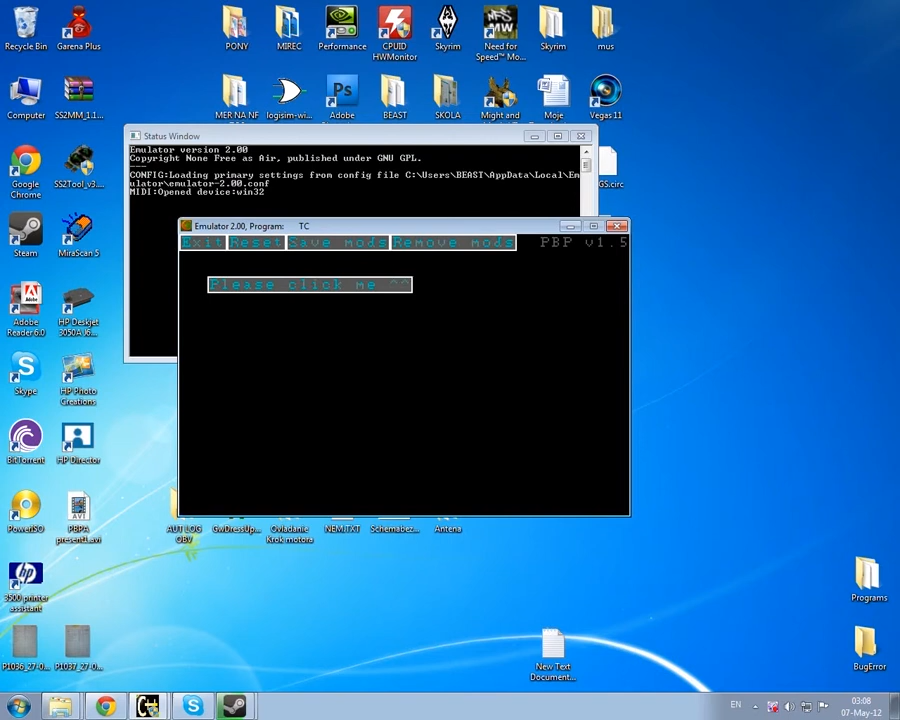 Recycle Bin
Garena Plus
PONY
MIREC
Performance
CPUID
HWMonitor
Skyrim
Need for
Speed™ Mo...
Skyrim
mus
Computer
SS2MM_1.1...
MER NA NF
logisim-wi...
Adobe
BEAST
SKOLA
Might and
Moje
Vegas 11
Status Window
Emulator version 2.00
Copyright None Free as Air, published under GNU GPL.
---
CONFIG:Loading primary settings from config file C:\Users\BEAST\AppData\Local\Em
ulator\emulator-2.00.conf
MIDI:Opened device:win32
GS.circ
Google
Chrome
SS2Tool_v3....
Emulator 2.00, Program: TC
Exit Reset Save mods Remove mods PBP v1.5
Please click me ^^
Steam
MiraScan 5
Adobe
Reader 6.0
HP Deskjet
3050A J6...
Skype
HP Photo
Creations
BitTorrent
HP Director
PowerISO
PBPA
present1.avi
AUT LOG
OBV
GwDressUp...
Ovladanie
Krok motora
NEM.TXT
Schemabez...
Antena
3500 printer
assistant
Programs
P1036_27-0...
P1037_27-0...
New Text
Document...
BugError
EN
03:08
07-May-12